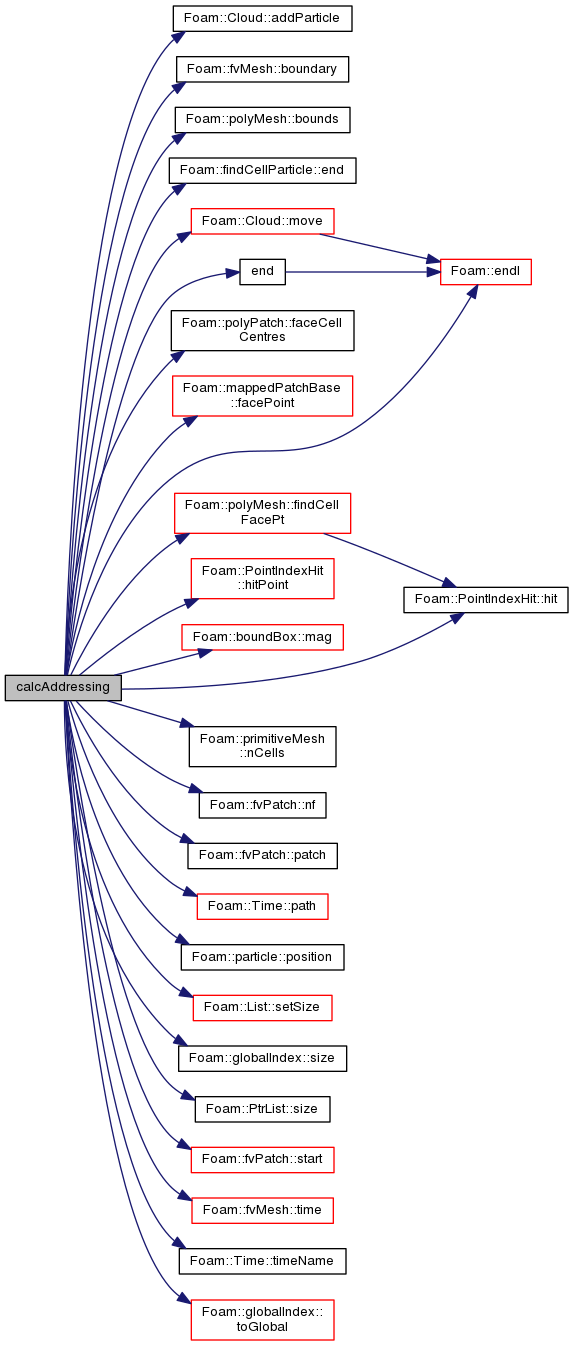 Foam::Cloud::addParticle
Foam::fvMesh::boundary
Foam::polyMesh::bounds
Foam::findCellParticle::end
Foam::Cloud::move
end
Foam::endl
Foam::polyPatch::faceCell
Centres
Foam::mappedPatchBase
::facePoint
Foam::polyMesh::findCell
FacePt
Foam::PointIndexHit
::hitPoint
Foam::PointIndexHit::hit
Foam::boundBox::mag
calcAddressing
Foam::primitiveMesh
::nCells
Foam::fvPatch::nf
Foam::fvPatch::patch
Foam::Time::path
Foam::particle::position
Foam::List::setSize
Foam::globalIndex::size
Foam::PtrList::size
Foam::fvPatch::start
Foam::fvMesh::time
Foam::Time::timeName
Foam::globalIndex::
toGlobal